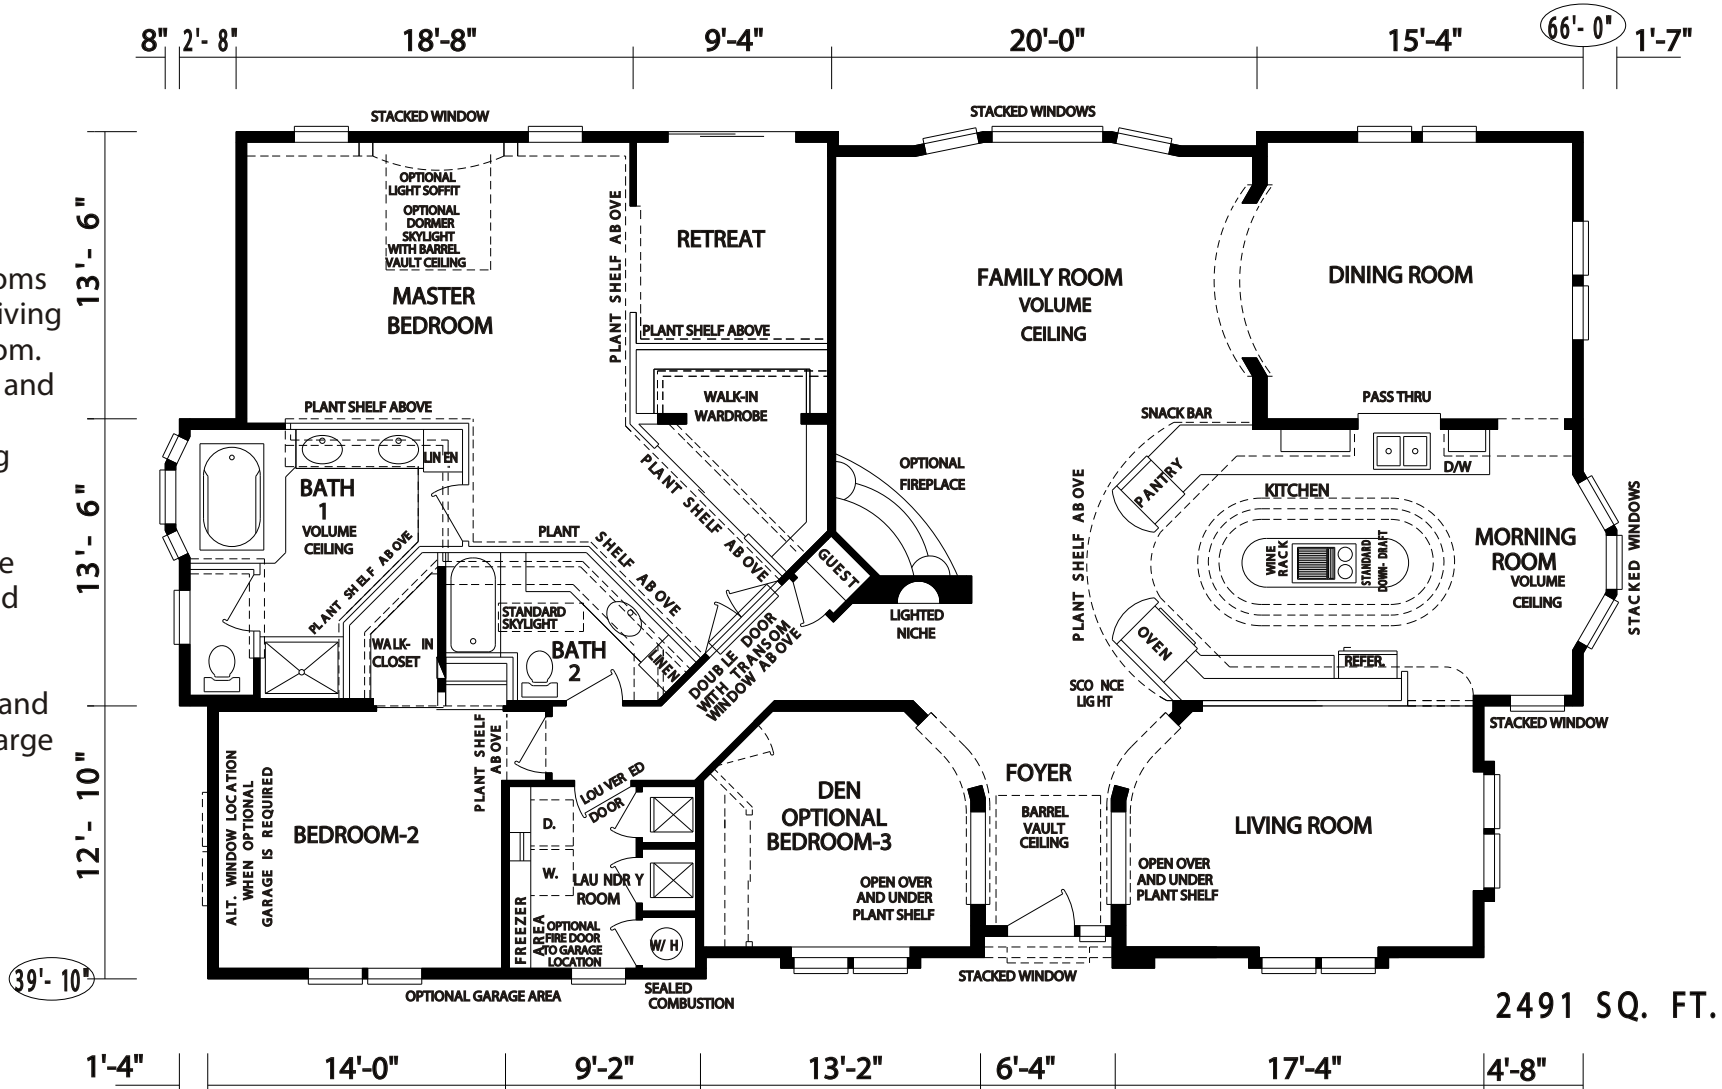 8"
2'- 8"
18'-8"
9'-4"
20'-0"
15'-4"
66'- 0"
1'-7"
STACKED WINDOW
STACKED WINDOWS
13'- 6"
OPTIONAL
LIGHT SOFFIT
OPTIONAL
DORMER
SKYLIGHT
WITH BARREL
VAULT CEILING
MASTER
BEDROOM
PLANT SHELF ABOVE
RETREAT
PLANT SHELF ABOVE
FAMILY ROOM
VOLUME
CEILING
DINING ROOM
and
om.
iving
WALK-IN
WARDROBE
PASS THRU
SNACK BAR
PLANT SHELF ABOVE
LINEN
BATH
1
VOLUME
CEILING
PLANT SHELF ABOVE
PLANT SHELF ABOVE
OPTIONAL
FIREPLACE
PLANT SHELF ABOVE
PANTRY
D/W
KITCHEN
WINE
RACK
STANDARD
DOWN- DRAFT
MORNING
ROOM
VOLUME
CEILING
STACKED WINDOWS
13'- 6"
PLANT SHELF ABOVE
GUEST
LIGHTED
NICHE
STANDARD
SKYLIGHT
BATH
2
LINEN
WALK- IN
CLOSET
DOUBLE DOOR
WITH TRANSOM
WINDOW ABOVE
OVEN
REFER.
SCONCE
LIGHT
STACKED WINDOW
and
arge
12'- 10"
ALT. WINDOW LOCATION
WHEN OPTIONAL
GARAGE IS REQUIRED
BEDROOM-2
PLANT SHELF
ABOVE
LOUVERED
DOOR
D.
W.
LAUNDRY
ROOM
FREEZER
AREA
OPTIONAL
FIRE DOOR
TO GARAGE
LOCATION
W/H
DEN
OPTIONAL
BEDROOM-3
OPEN OVER
AND UNDER
PLANT SHELF
FOYER
BARREL
VAULT
CEILING
LIVING ROOM
OPEN OVER
AND UNDER
PLANT SHELF
39'- 10"
OPTIONAL GARAGE AREA
SEALED
COMBUSTION
STACKED WINDOW
2491 SQ. FT.
1'-4"
14'-0"
9'-2"
13'-2"
6'-4"
17'-4"
4'-8"